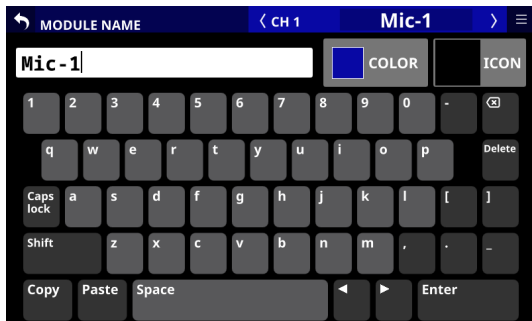 MODULE NAME
CH 1
Mic-1
Mic-1
COLOR
ICON
1 2 3 4 5 6 7 8 9 0 -
q w e r t y u i o p Delete
Caps lock a s d f g h j k l [ ]
Shift z x c v b n m , . _
Copy Paste Space ◀ ▶ Enter